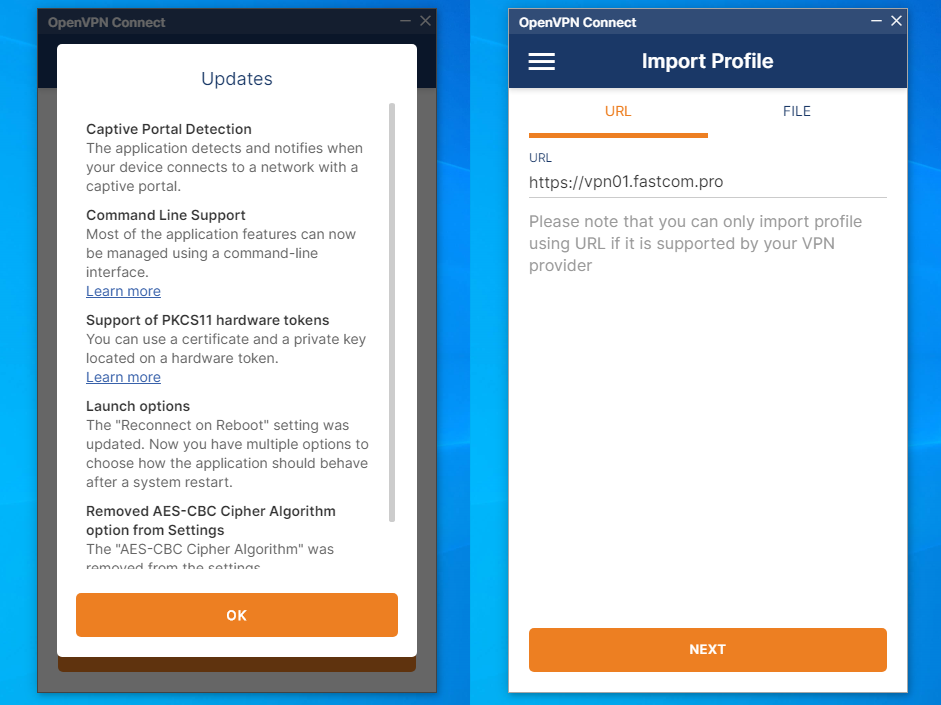 OpenVPN Connect
Updates
Captive Portal Detection
The application detects and notifies when
your device connects to a network with a
captive portal.
Command Line Support
Most of the application features can now
be managed using a command-line
interface.
Learn more
Support of PKCS11 hardware tokens
You can use a certificate and a private key
located on a hardware token.
Learn more
Launch options
The "Reconnect on Reboot" setting was
updated. Now you have multiple options to
choose how the application should behave
after a system restart.
Removed AES-CBC Cipher Algorithm
option from Settings
The "AES-CBC Cipher Algorithm" was
removed from the settings
OK
OpenVPN Connect
Import Profile
URL
FILE
URL
https://vpn01.fastcom.pro
Please note that you can only import profile
using URL if it is supported by your VPN
provider
NEXT